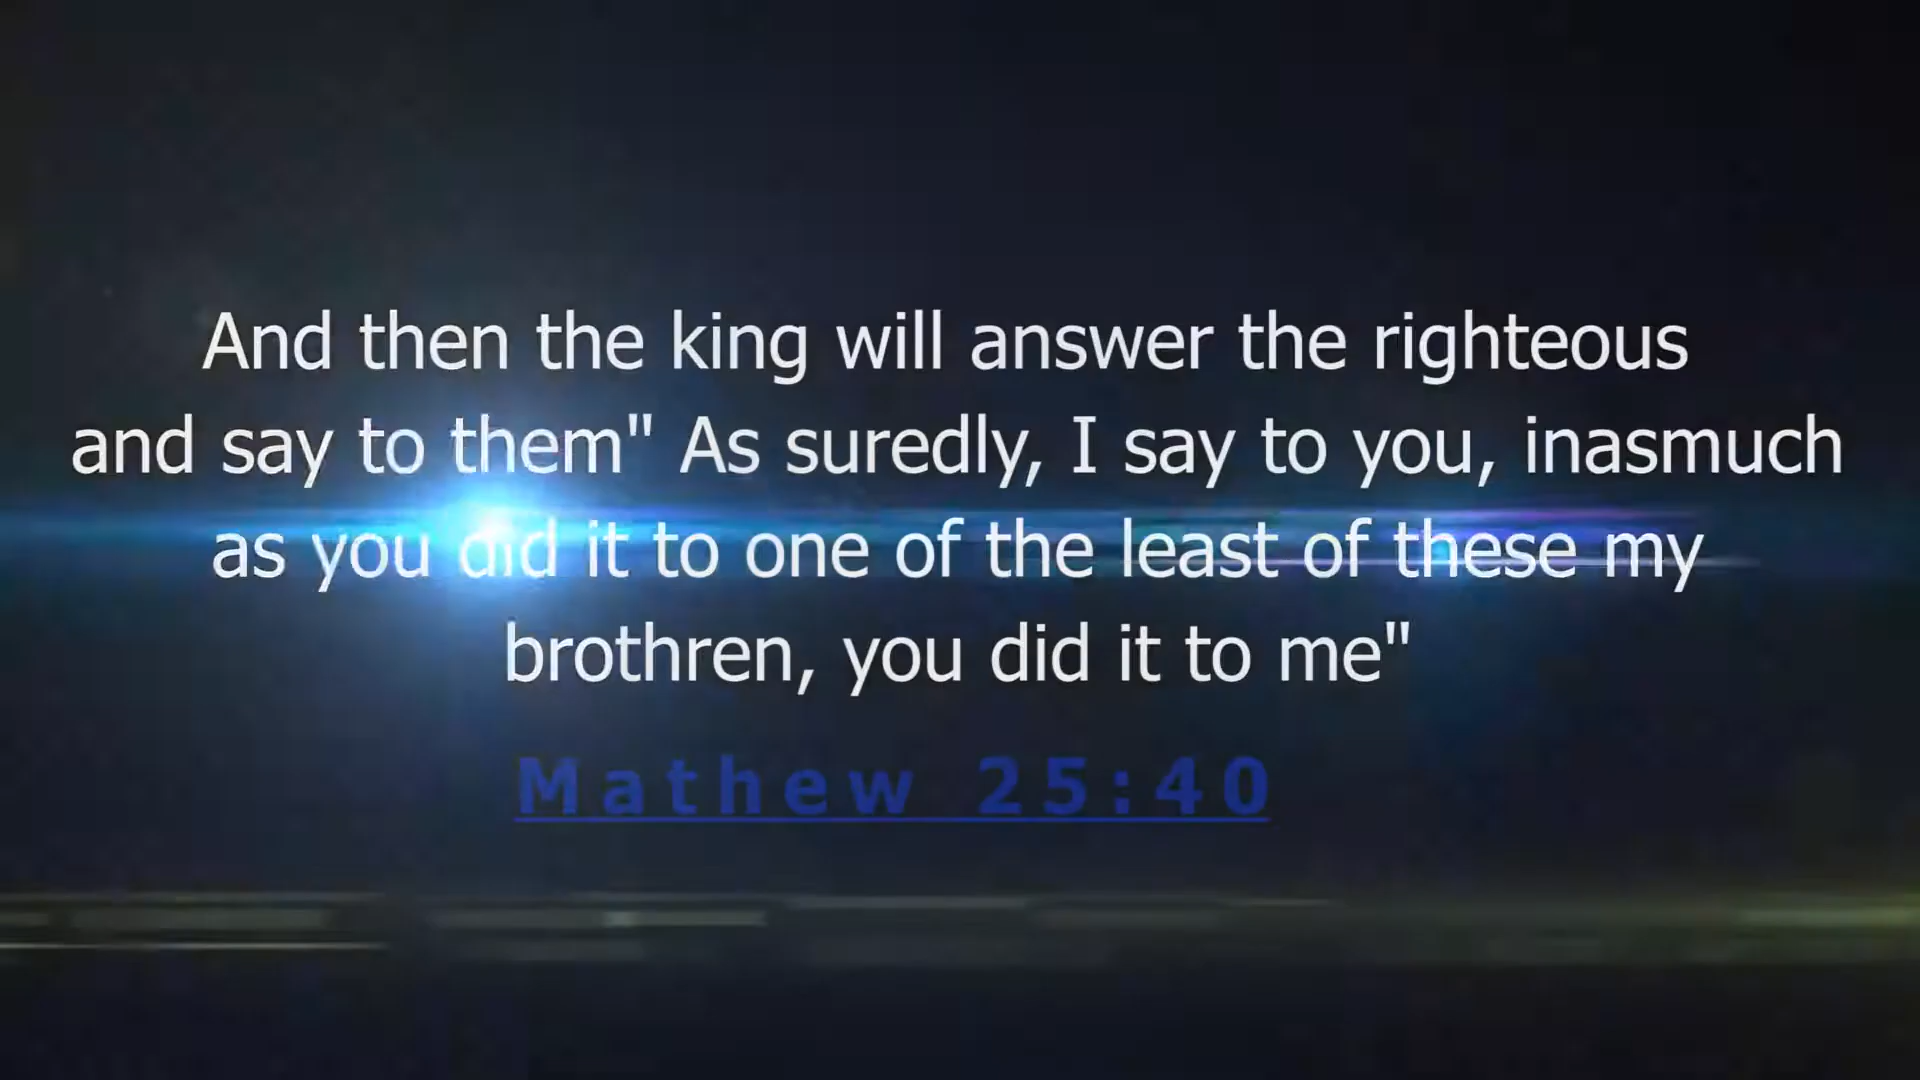 And then the king will answer the righteous
and say to them" As suredly, I say to you, inasmuch
as you did it to one of the least of these my
brothren, you did it to me"
Mathew 25:40